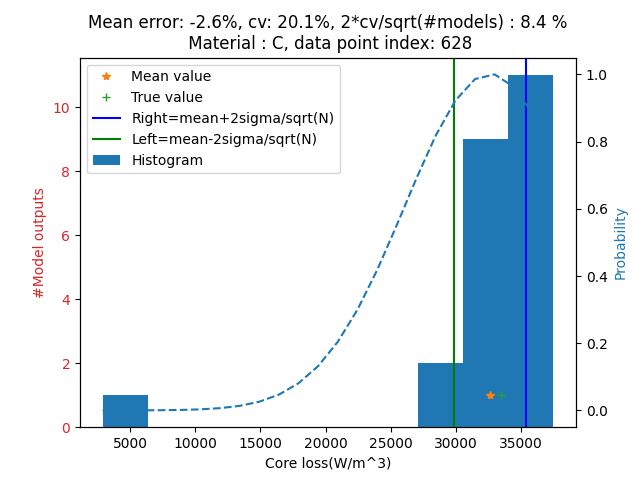 Mean error: -2.6%, cv: 20.1%, 2*cv/sqrt(#models) : 8.4 %
Material : C, data point index: 628
Mean value
True value
Right=mean+2sigma/sqrt(N)
Left=mean-2sigma/sqrt(N)
Histogram
#Model outputs
10
8
6
4
2
0
1.0
0.8
0.6
0.4
0.2
0.0
Probability
5000 10000 15000 20000 25000 30000 35000
Core loss(W/m^3)